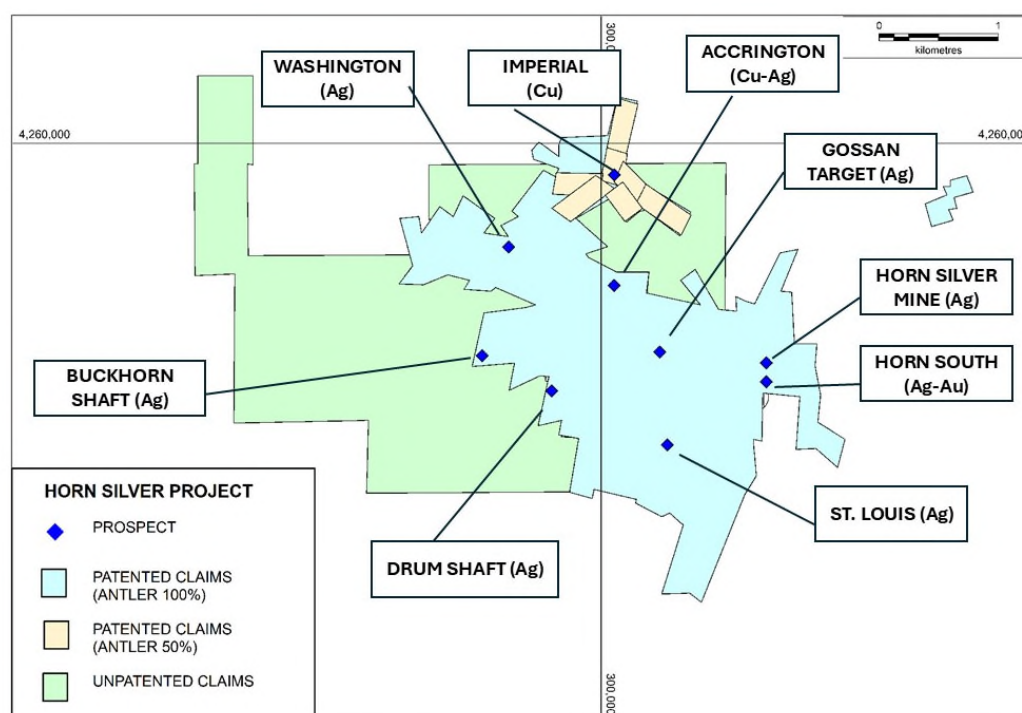 0 1
kilometres
300,0
WASHINGTON
(Ag)
IMPERIAL
(Cu)
ACCRINGTON
(Cu-Ag)
4,260,000
4,260,000
GOSSAN
TARGET (Ag)
HORN SILVER
MINE (Ag)
HORN SOUTH
(Ag-Au)
BUCKHORN
SHAFT (Ag)
ST. LOUIS (Ag)
DRUM SHAFT (Ag)
HORN SILVER PROJECT
PROSPECT
PATENTED CLAIMS
(ANTLER 100%)
PATENTED CLAIMS
(ANTLER 50%)
UNPATENTED CLAIMS
300,000